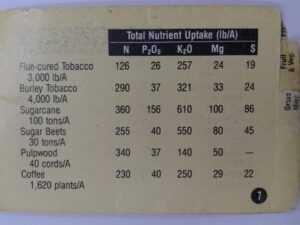 Total Nutrient Uptake (lb/A)
N P₂O₅ K₂O Mg S
Flue-cured Tobacco 126 26 257 24 19
3,000 lb/A
Burley Tobacco 290 37 321 33 24
4,000 lb/A
Sugarcane 360 156 610 100 86
100 tons/A
Sugar Beets 255 40 550 80 45
30 tons/A
Pulpwood 340 37 140 50 —
40 cords/A
Coffee 230 40 250 29 22
1,620 plants/A
7
Fruit
& Veg.
Grass